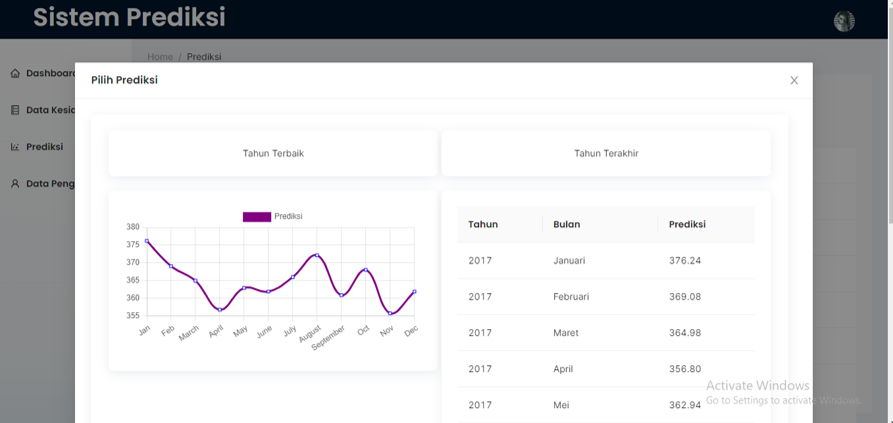 Sistem Prediksi
Home / Prediksi
Dashboard
Data Kesia
Prediksi
Data Peng
Pilih Prediksi
Tahun Terbaik
Tahun Terakhir
Prediksi
380
375
370
365
360
355
Jan Feb March April May June July August September Oct Nov Dec
Tahun Bulan Prediksi
2017 Januari 376.24
2017 Februari 369.08
2017 Maret 364.98
2017 April 356.80
2017 Mei 362.94
Activate Windows
Go to Settings to activate Windows.